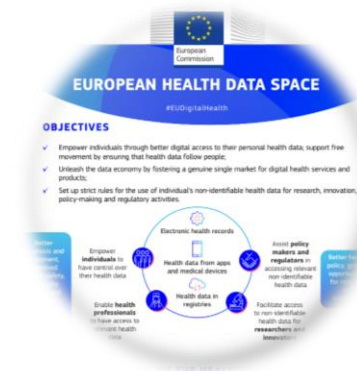 European
Commission
EUROPEAN HEALTH DATA SPACE
#EUDigitalHealth
OBJECTIVES
Empower individuals through better digital access to their personal health data; support free
movement by ensuring that health data follow people;
Unleash the data economy by fostering a genuine single market for digital health services and
products;
Set up strict rules for the use of individual's non-identifiable health data for research, innovation,
policy-making and regulatory activities.
Electronic health records
Health data from apps
and medical devices
Health data in
registries
Empower
individuals to
have control over
their health data
Enable health
professionals
to have access to
relevant health
data
Assist policy
makers and
regulators in
accessing relevant
non-identifiable
health data
Facilitate access
to non-identifiable
health data for
researchers and
innovators